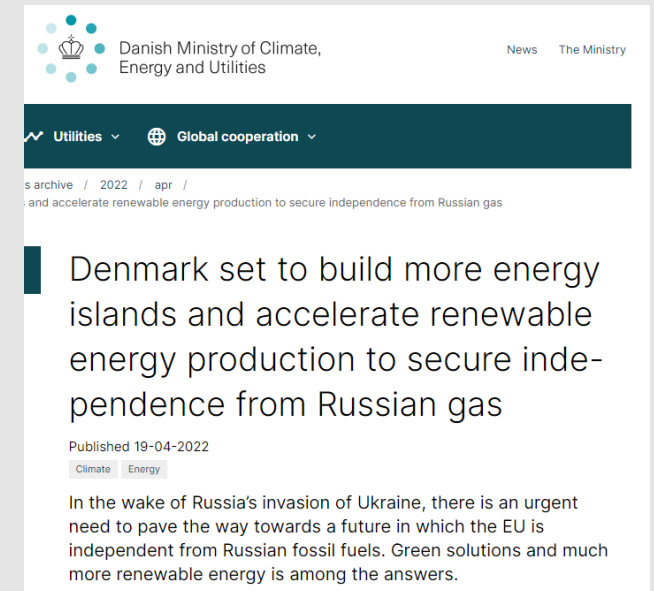 Danish Ministry of Climate,
Energy and Utilities
News The Ministry
Utilities Global cooperation
s archive / 2022 / apr /
and accelerate renewable energy production to secure independence from Russian gas
Denmark set to build more energy
islands and accelerate renewable
energy production to secure inde-
pendence from Russian gas
Published 19-04-2022
Climate Energy
In the wake of Russia’s invasion of Ukraine, there is an urgent
need to pave the way towards a future in which the EU is
independent from Russian fossil fuels. Green solutions and much
more renewable energy is among the answers.